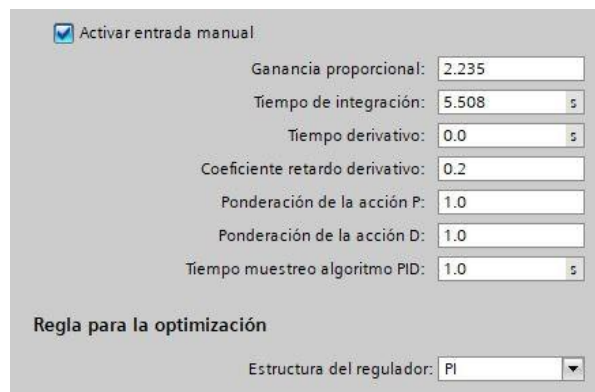 Activar entrada manual
Ganancia proporcional: 2.235
Tiempo de integración: 5.508 s
Tiempo derivativo: 0.0 s
Coeficiente retardo derivativo: 0.2
Ponderación de la acción P: 1.0
Ponderación de la acción D: 1.0
Tiempo muestreo algoritmo PID: 1.0 s
Regla para la optimización
Estructura del regulador: PI